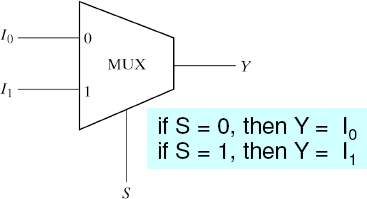 I0
0
MUX
Y
I1
1
if S = 0, then Y = I0
if S = 1, then Y = I1
S